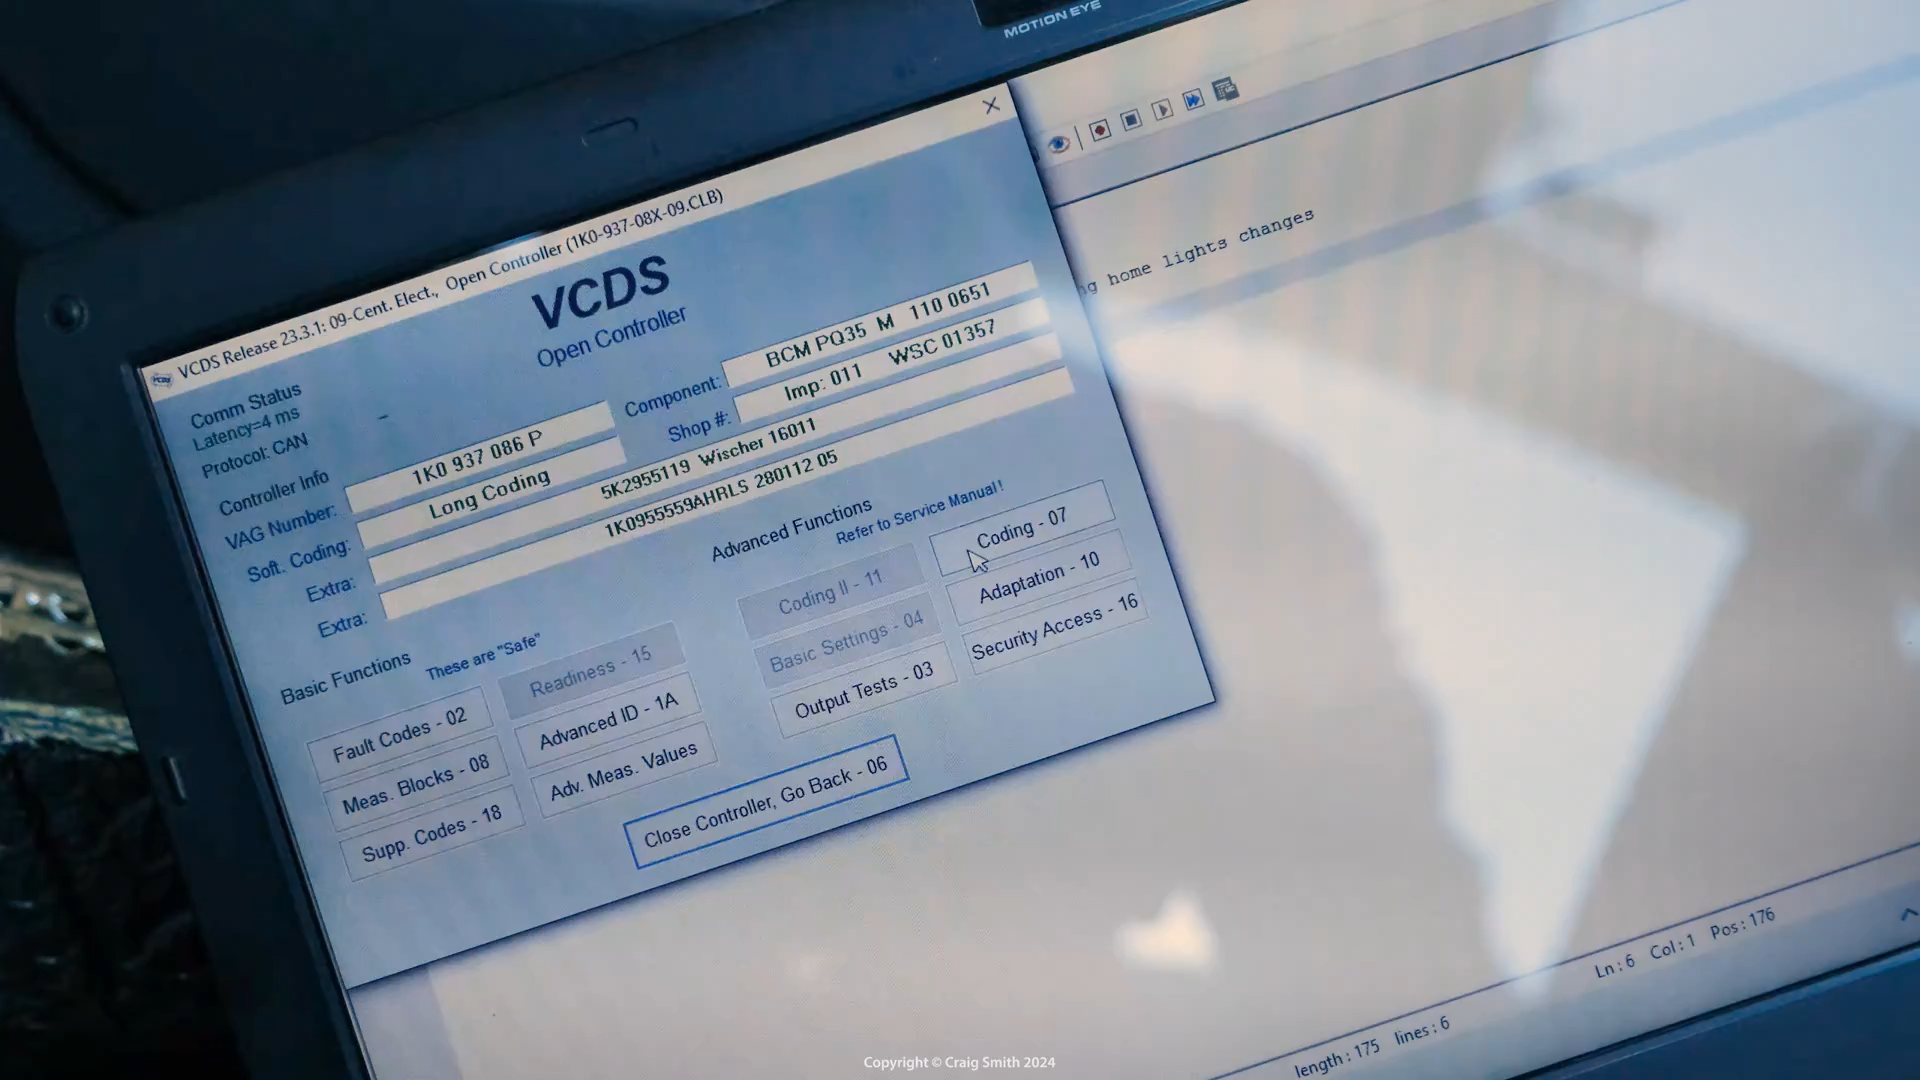 MOTION EYE
VCDS Release 23.3.1: 09-Cent. Elect., Open Controller (1K0-937-08X-09.CLB)
VCDS
Open Controller
Comm Status
Latency=4 ms
Protocol: CAN
Controller Info
VAG Number: 1K0 937 086 P
Component: BCM PQ35 M 110 0651
Soft. Coding: Long Coding
Shop #: Imp: 011 WSC 01357
Extra: 5K2955119 Wischer 16011
Extra: 1K0955559AHRLS 280112 05
Basic Functions
These are "Safe"
Fault Codes - 02
Readiness - 15
Meas. Blocks - 08
Advanced ID - 1A
Supp. Codes - 18
Adv. Meas. Values
Advanced Functions
Refer to Service Manual!
Coding II - 11
Coding - 07
Basic Settings - 04
Adaptation - 10
Output Tests - 03
Security Access - 16
Close Controller, Go Back - 06
home lights changes
length: 175 lines: 6
Ln: 6 Col: 1 Pos: 176
Copyright © Craig Smith 2024